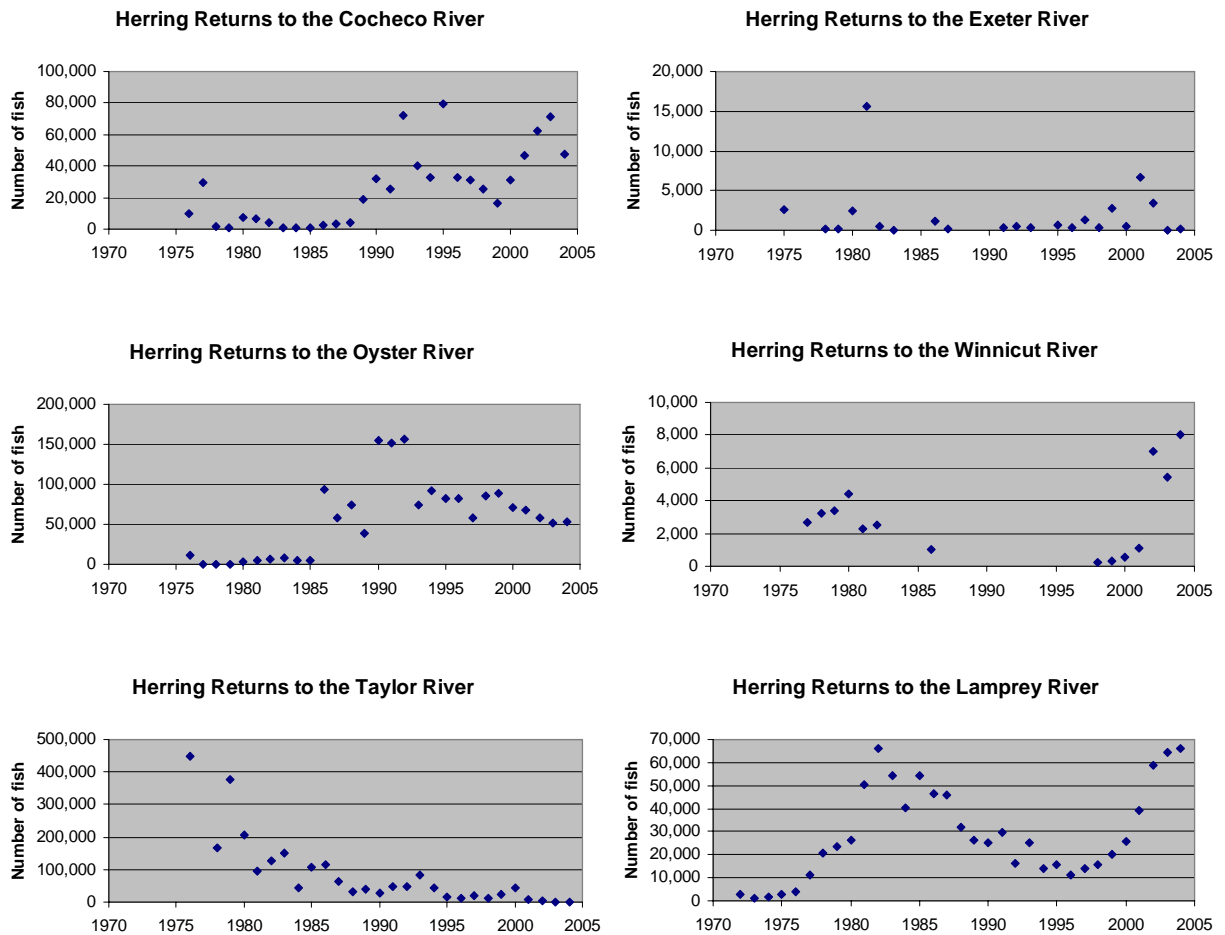 Herring Returns to the Cocheco River
100,000
80,000
60,000
40,000
20,000
0
Number of fish
1970 1975 1980 1985 1990 1995 2000 2005
Herring Returns to the Exeter River
20,000
15,000
10,000
5,000
0
Number of fish
1970 1975 1980 1985 1990 1995 2000 2005
Herring Returns to the Oyster River
200,000
150,000
100,000
50,000
0
Number of fish
1970 1975 1980 1985 1990 1995 2000 2005
Herring Returns to the Winnicut River
10,000
8,000
6,000
4,000
2,000
0
Number of fish
1970 1975 1980 1985 1990 1995 2000 2005
Herring Returns to the Taylor River
500,000
400,000
300,000
200,000
100,000
0
Number of fish
1970 1975 1980 1985 1990 1995 2000 2005
Herring Returns to the Lamprey River
70,000
60,000
50,000
40,000
30,000
20,000
10,000
0
Number of fish
1970 1975 1980 1985 1990 1995 2000 2005